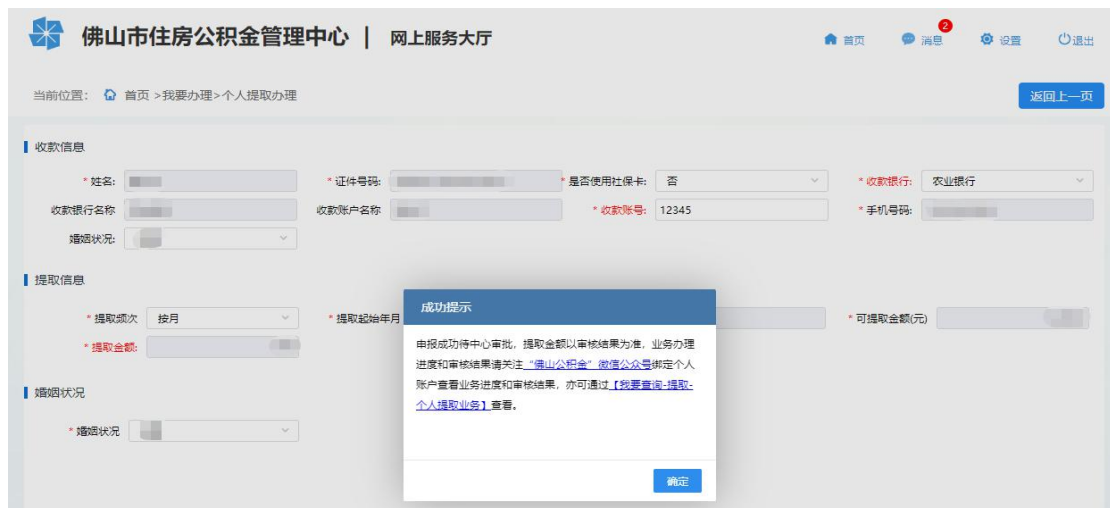 佛山市住房公积金管理中心 | 网上服务大厅
首页 消息 2 设置 退出
当前位置： 首页 >我要办理>个人提取办理 返回上一页
收款信息
* 姓名: * 证件号码: * 是否使用社保卡: 否 * 收款银行: 农业银行
收款银行名称 收款账户名称 * 收款账号: 12345 * 手机号码:
婚姻状况:
提取信息
* 提取频次 按月 * 提取起始年月 * 可提取金额(元)
* 提取金额:
婚姻状况
* 婚姻状况
成功提示
申报成功待中心审批，提取金额以审核结果为准，业务办理
进度和审核结果请关注“佛山公积金”微信公众号绑定个人
账户查看业务进度和审核结果，亦可通过【我要查询-提取-
个人提取业务】查看。
确定